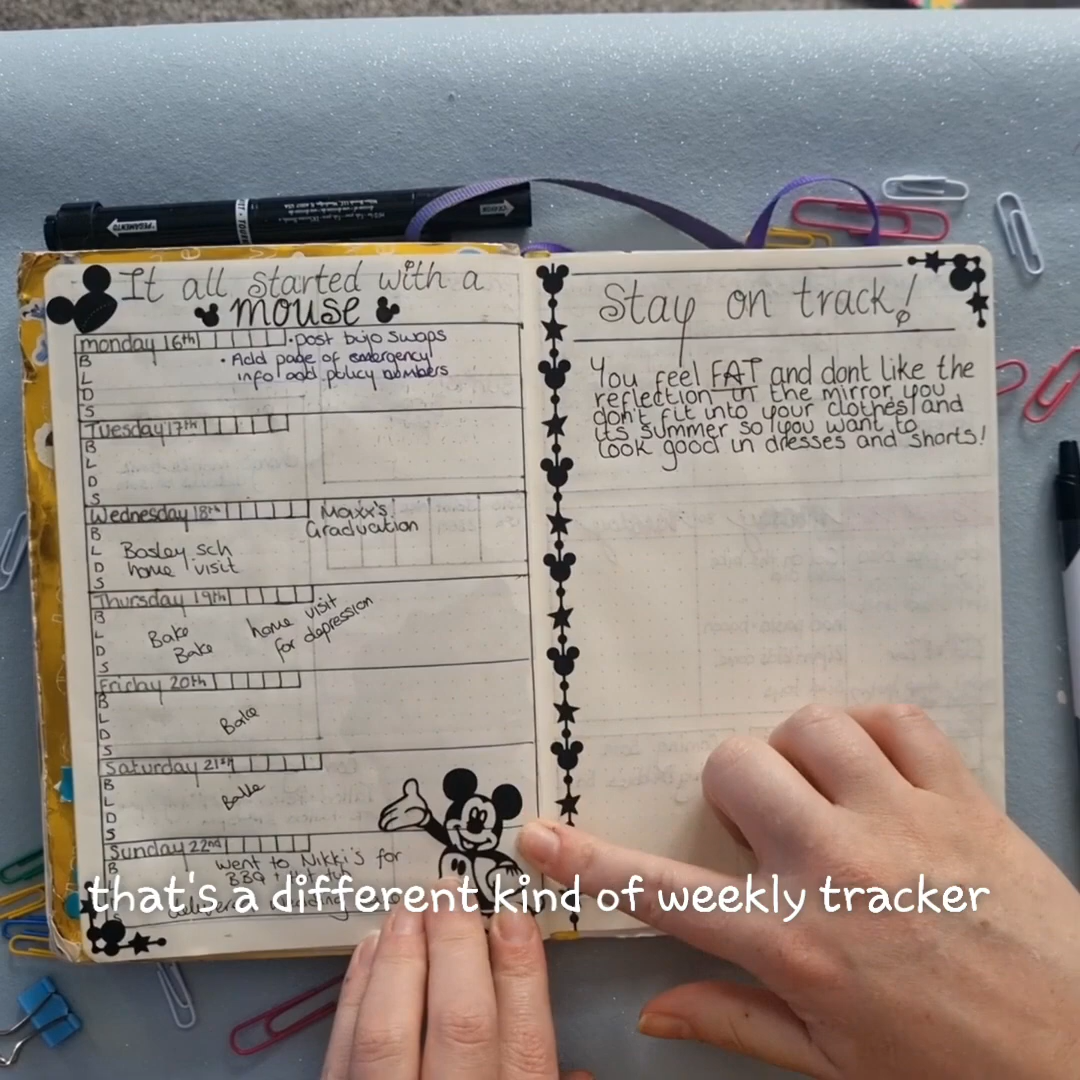 It all started with a
mouse
monday 16th
• post bujo swaps
• Add page of emergency
info and policy numbers
B
L
D
S
Tuesday 17th
B
L
D
S
Wednesday 18th
Maxx's
Graduation
B
L
D
S
Bosley sch
home visit
Thursday 19th
B
L
D
S
Bake
Bake
home visit
for depression
Friday 20th
B
L
D
S
Bake
Saturday 21st
B
L
D
S
Bake
Sunday 22nd
B
went to Nikki's for
BBQ + hot tub
Stay on track!
You feel FAT and dont like the
reflection in the mirror you
don't fit into your clothes and
its summer so you want to
look good in dresses and shorts!
that's a different kind of weekly tracker
PEGAMENTO
CRAYON